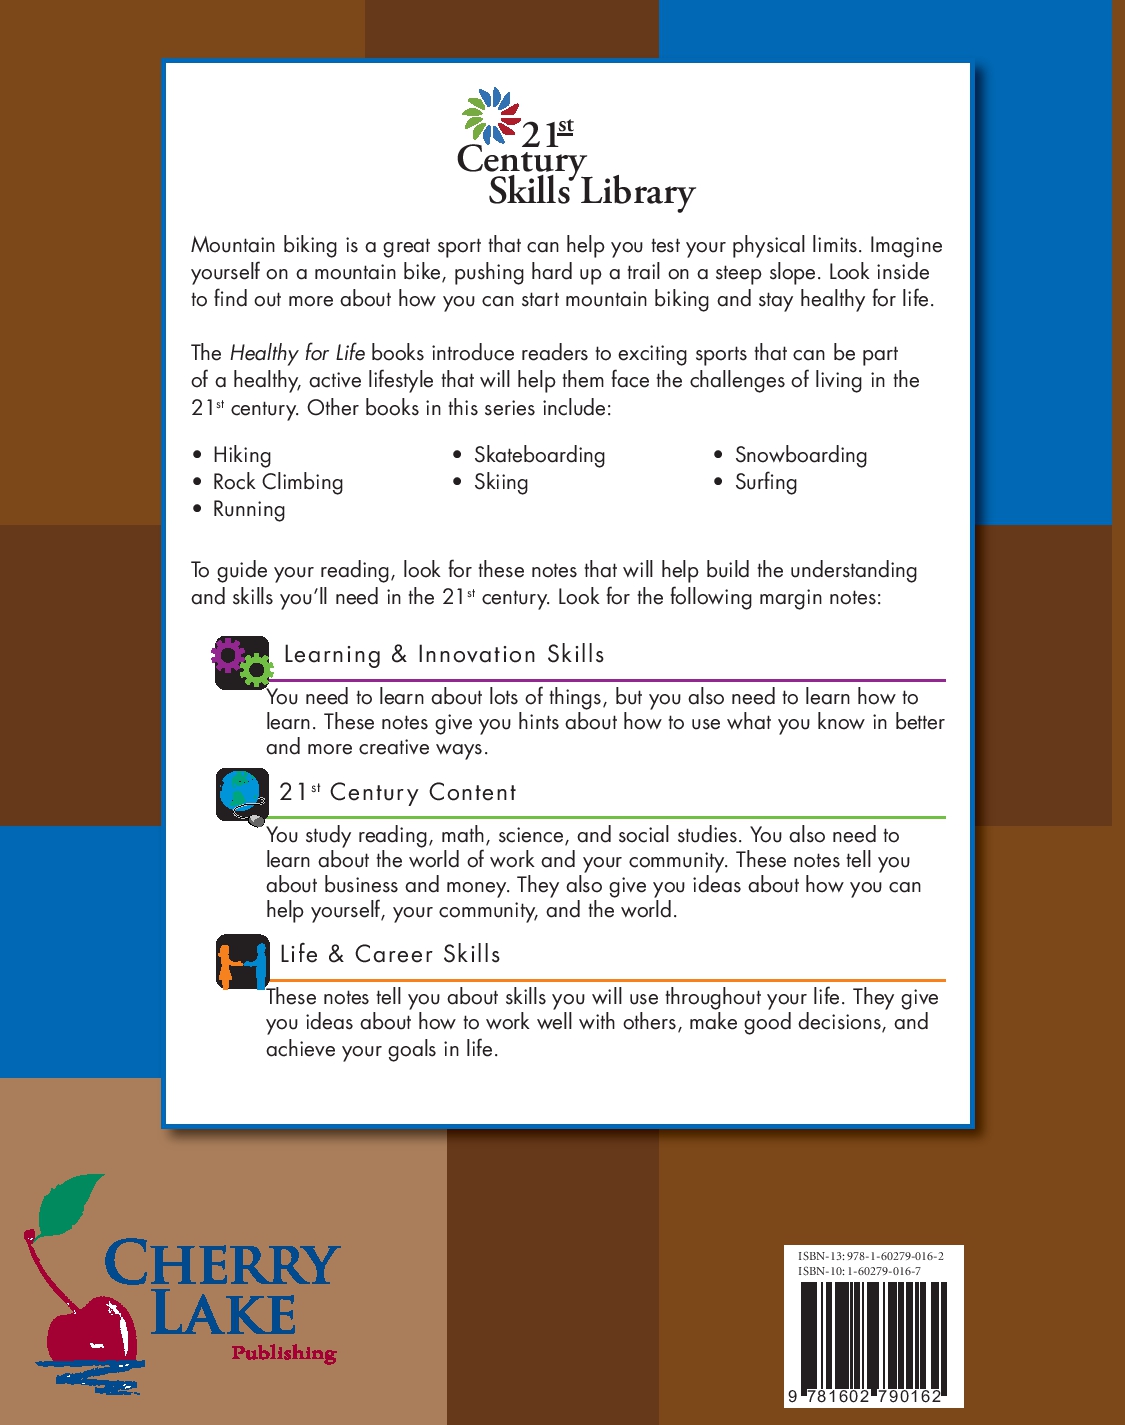 21st
Century
Skills Library
Mountain biking is a great sport that can help you test your physical limits. Imagine
yourself on a mountain bike, pushing hard up a trail on a steep slope. Look inside
to find out more about how you can start mountain biking and stay healthy for life.
The Healthy for Life books introduce readers to exciting sports that can be part
of a healthy, active lifestyle that will help them face the challenges of living in the
21st century. Other books in this series include:
• Hiking
• Rock Climbing
• Running
• Skateboarding
• Skiing
• Snowboarding
• Surfing
To guide your reading, look for these notes that will help build the understanding
and skills you’ll need in the 21st century. Look for the following margin notes:
Learning & Innovation Skills
You need to learn about lots of things, but you also need to learn how to
learn. These notes give you hints about how to use what you know in better
and more creative ways.
21st Century Content
You study reading, math, science, and social studies. You also need to
learn about the world of work and your community. These notes tell you
about business and money. They also give you ideas about how you can
help yourself, your community, and the world.
Life & Career Skills
These notes tell you about skills you will use throughout your life. They give
you ideas about how to work well with others, make good decisions, and
achieve your goals in life.
CHERRY
LAKE
Publishing
ISBN-13: 978-1-60279-016-2
ISBN-10: 1-60279-016-7
9 781602 790162